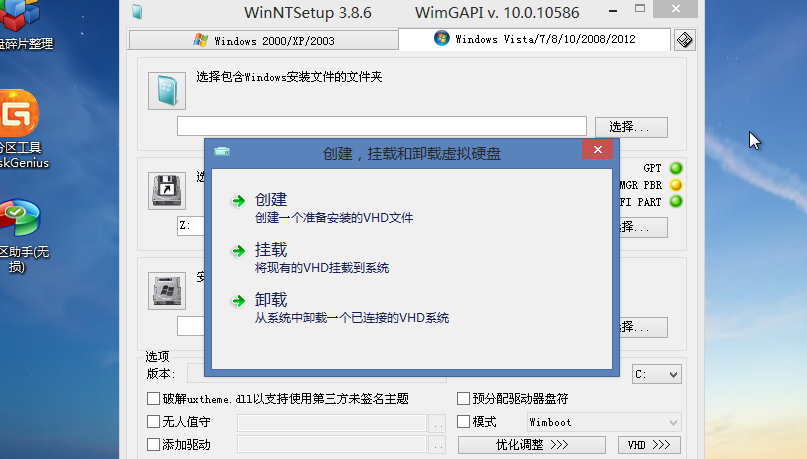 WinNTSetup 3.8.6 WimGAPI v. 10.0.10586
盘碎片整理
分区工具
skGenius
区助手(无
损)
Windows 2000/XP/2003
Windows Vista/7/8/10/2008/2012
选择包含Windows安装文件的文件夹
选择...
创建，挂载和卸载虚拟硬盘
创建
创建一个准备安装的VHD文件
挂载
将现有的VHD挂载到系统
卸载
从系统中卸载一个已连接的VHD系统
选
GPT
MGR PBR
FI PART
Z:
择...
安
择...
选项
版本:
C:
破解uxtheme.dll以支持使用第三方未签名主题
预分配驱动器盘符
无人值守
..
模式
Wimboot
添加驱动
..
优化调整 >>>
VHD >>>